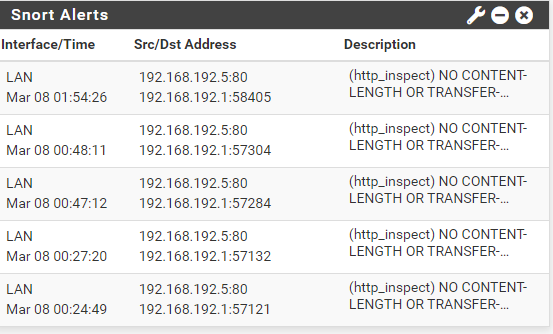 Snort Alerts
Interface/Time Src/Dst Address Description
LAN 192.168.192.5:80 (http_inspect) NO CONTENT-
Mar 08 01:54:26 192.168.192.1:58405 LENGTH OR TRANSFER-...
LAN 192.168.192.5:80 (http_inspect) NO CONTENT-
Mar 08 00:48:11 192.168.192.1:57304 LENGTH OR TRANSFER-...
LAN 192.168.192.5:80 (http_inspect) NO CONTENT-
Mar 08 00:47:12 192.168.192.1:57284 LENGTH OR TRANSFER-...
LAN 192.168.192.5:80 (http_inspect) NO CONTENT-
Mar 08 00:27:20 192.168.192.1:57132 LENGTH OR TRANSFER-...
LAN 192.168.192.5:80 (http_inspect) NO CONTENT-
Mar 08 00:24:49 192.168.192.1:57121 LENGTH OR TRANSFER-...